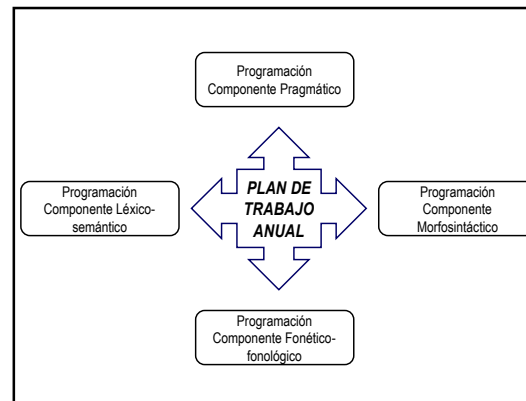 Programación
Componente Pragmático
Programación
Componente Léxico-
semántico
PLAN DE
TRABAJO
ANUAL
Programación
Componente
Morfosintáctico
Programación
Componente Fonético-
fonológico